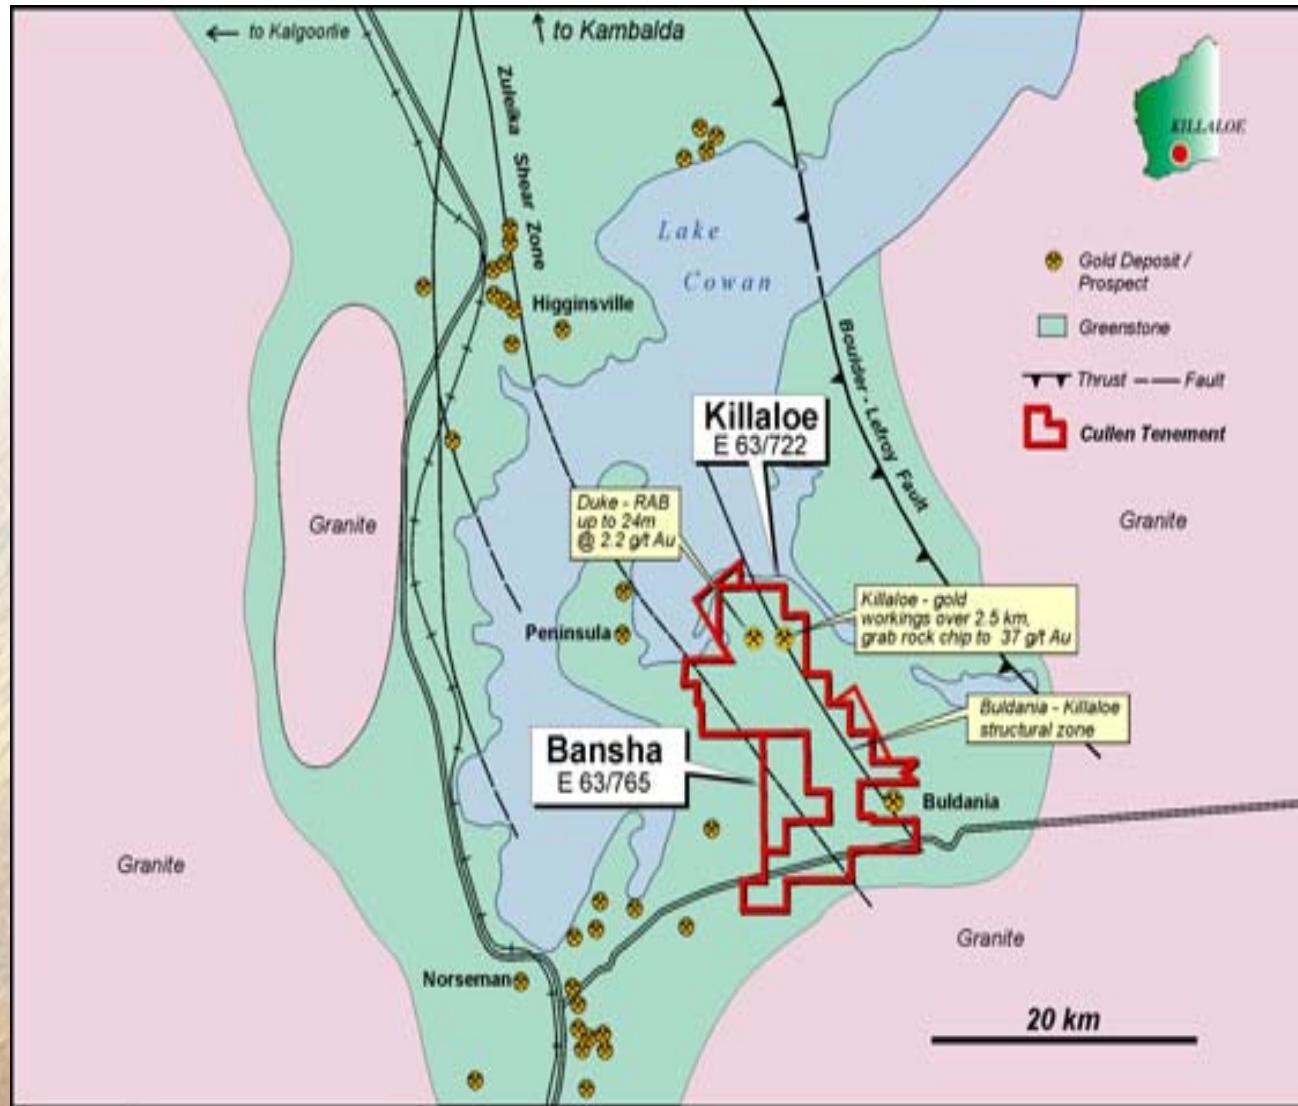 ← to Kalgoorlie
↑ to Kambalda
KILLALOE
Zuleika Shear Zone
Lake
Cowan
Gold Deposit /
Prospect
Greenstone
Thrust
Fault
Cullen Tenement
Higginsville
Boulder - Lefroy Fault
Killaloe
E 63/722
Duke - RAB
up to 24m
@ 2.2 g/t Au
Granite
Granite
Killaloe - gold
workings over 2.5 km,
grab rock chip to 37 g/t Au
Peninsula
Buldania - Killaloe
structural zone
Bansha
E 63/765
Buldania
Granite
Granite
Norseman
20 km